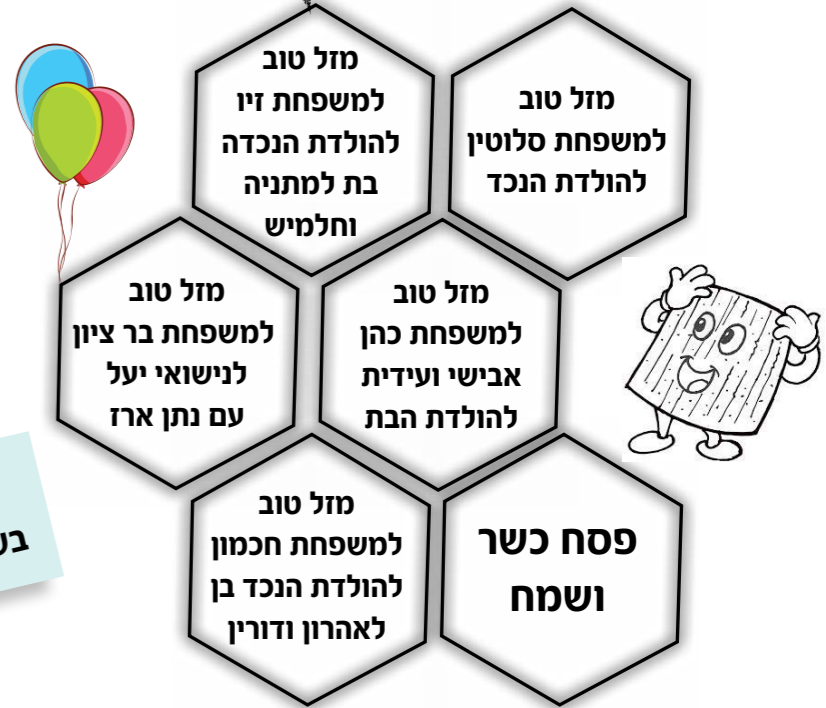 מזל טוב
למשפחת סלוטין
להולדת הנכד
מזל טוב
למשפחת זיו
להולדת הנכדה
בת למתניה
וחלמיש
מזל טוב
למשפחת כהן
אבישי ועידית
להולדת הבת
מזל טוב
למשפחת בר ציון
לנישואי יעל
עם נתן ארז
פסח כשר
ושמח
מזל טוב
למשפחת חכמון
להולדת הנכד בן
לאהרון ודורין